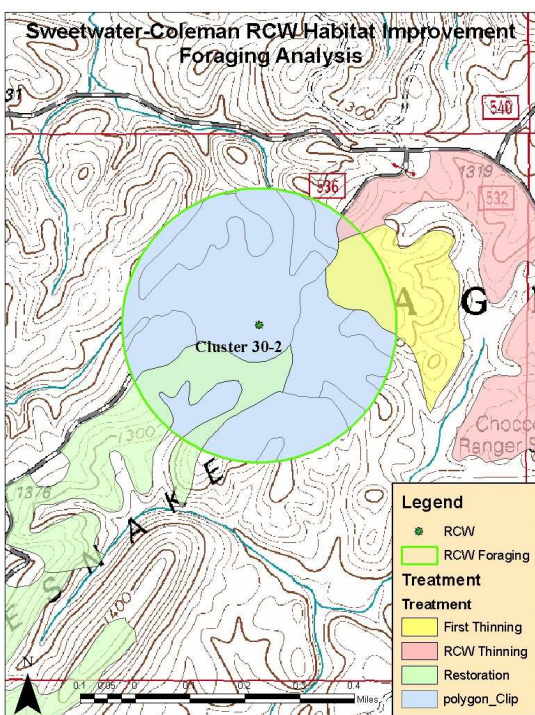 Sweetwater-Coleman RCW Habitat Improvement
Foraging Analysis
1300
540
31
536
1319
532
A G
Cluster 30-2
1300
Chocco
Ranger S
1376
E S N A K E
1400
N
0.1 0.05 0 0.1 0.2 0.3 0.4
Miles
Legend
RCW
RCW Foraging
Treatment
Treatment
First Thinning
RCW Thinning
Restoration
polygon_Clip